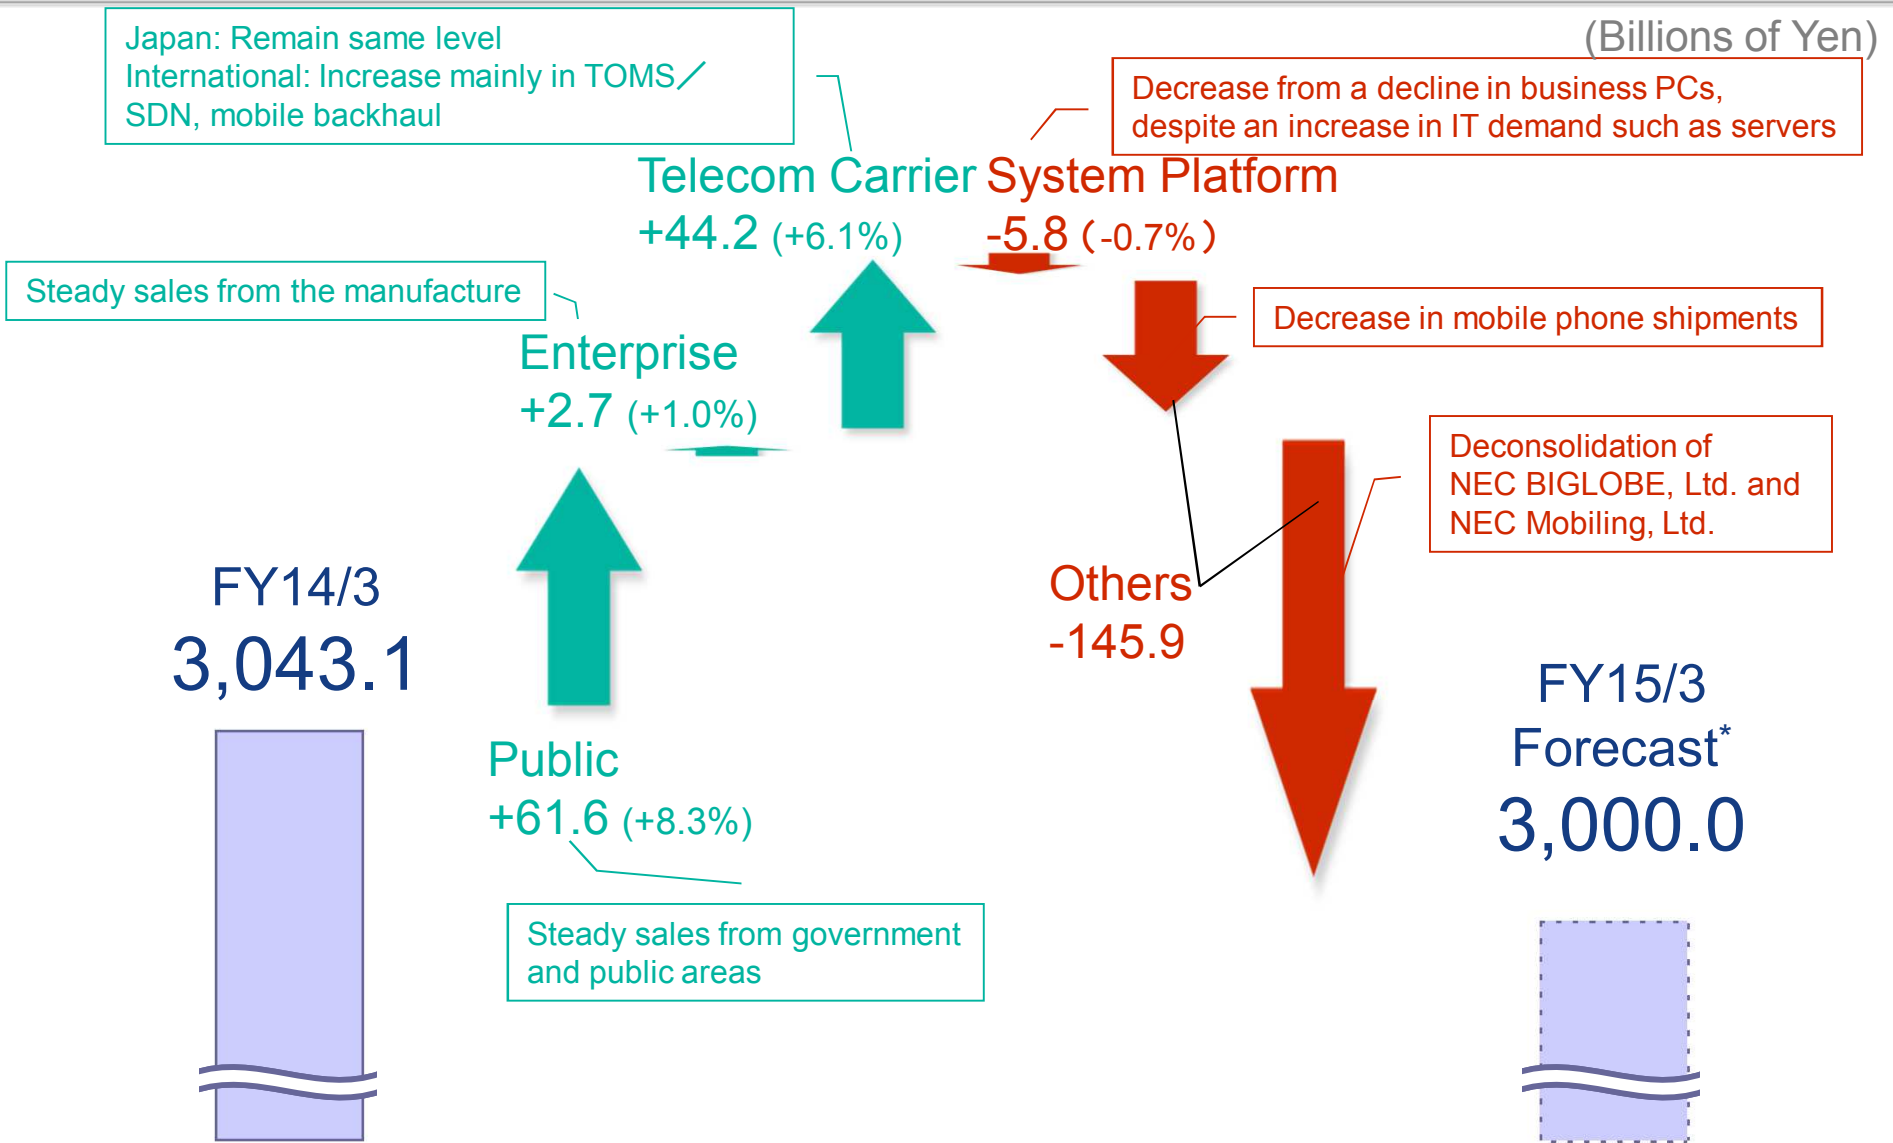 (Billions of Yen)
Japan: Remain same level
International: Increase mainly in TOMS／
SDN, mobile backhaul
Decrease from a decline in business PCs,
despite an increase in IT demand such as servers
Telecom Carrier
+44.2 (+6.1%)
System Platform
-5.8（-0.7%）
Steady sales from the manufacture
Enterprise
+2.7 (+1.0%)
Decrease in mobile phone shipments
Deconsolidation of
NEC BIGLOBE, Ltd. and
NEC Mobiling, Ltd.
Others
-145.9
FY14/3
3,043.1
Public
+61.6 (+8.3%)
Steady sales from government
and public areas
FY15/3
Forecast*
3,000.0